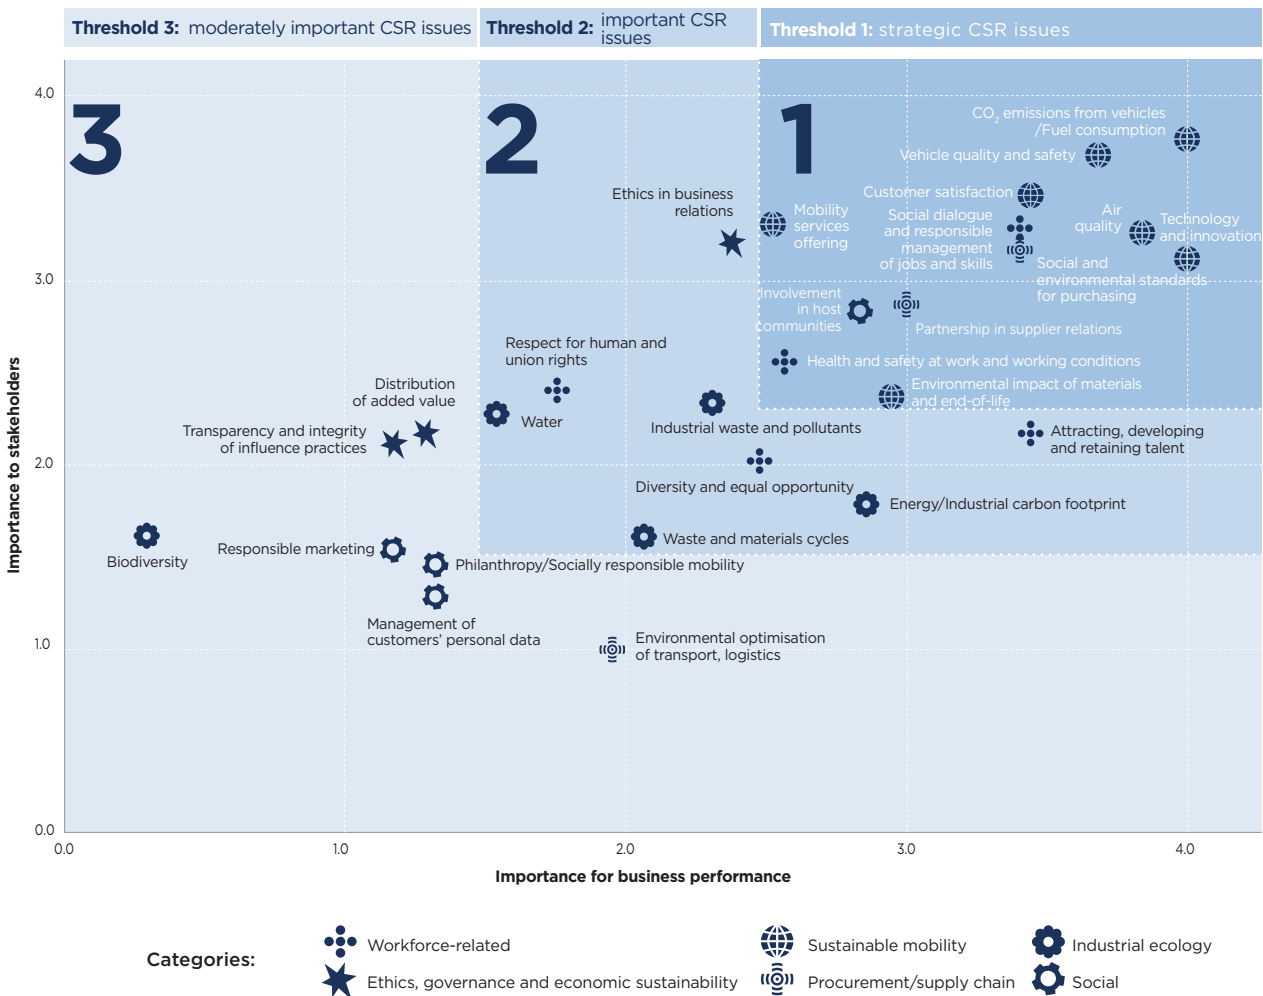 Threshold 3: moderately important CSR issues
Threshold 2: important CSR
issues
Threshold 1: strategic CSR issues
3
2
1
4.0
3.0
2.0
1.0
0.0
Importance to stakeholders
CO2 emissions from vehicles
/Fuel consumption
Vehicle quality and safety
Customer satisfaction
Ethics in business
relations
Mobility
services
offering
Social dialogue
and responsible
management
of jobs and skills
Air
quality
Technology
and innovation
Social and
environmental standards
for purchasing
Involvement
in host
communities
Partnership in supplier relations
Respect for human and
union rights
Health and safety at work and working conditions
Distribution
of added value
Environmental impact of materials
and end-of-life
Water
Industrial waste and pollutants
Transparency and integrity
of influence practices
Attracting, developing
and retaining talent
Diversity and equal opportunity
Energy/Industrial carbon footprint
Biodiversity
Responsible marketing
Waste and materials cycles
Philanthropy/Socially responsible mobility
Management of
customers’ personal data
Environmental optimisation
of transport, logistics
0.0
1.0
2.0
3.0
4.0
Importance for business performance
Categories:
Workforce-related
Sustainable mobility
Industrial ecology
Ethics, governance and economic sustainability
Procurement/supply chain
Social